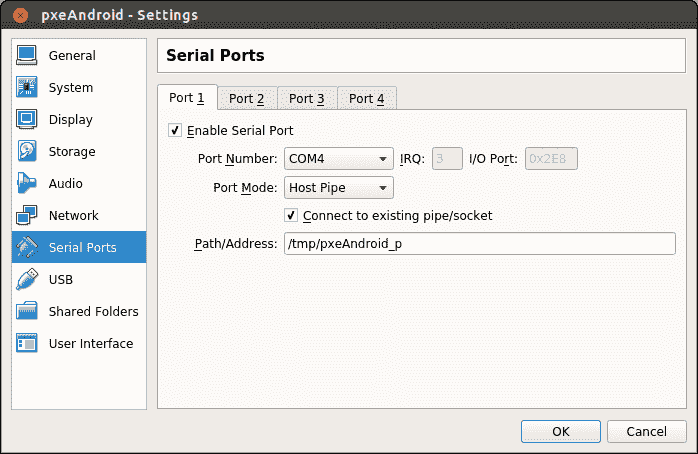 pxeAndroid - Settings
General
System
Display
Storage
Audio
Network
Serial Ports
USB
Shared Folders
User Interface
Serial Ports
Port 1 Port 2 Port 3 Port 4
Enable Serial Port
Port Number: COM4 IRQ: 3 I/O Port: 0x2E8
Port Mode: Host Pipe
Connect to existing pipe/socket
Path/Address: /tmp/pxeAndroid_p
OK Cancel